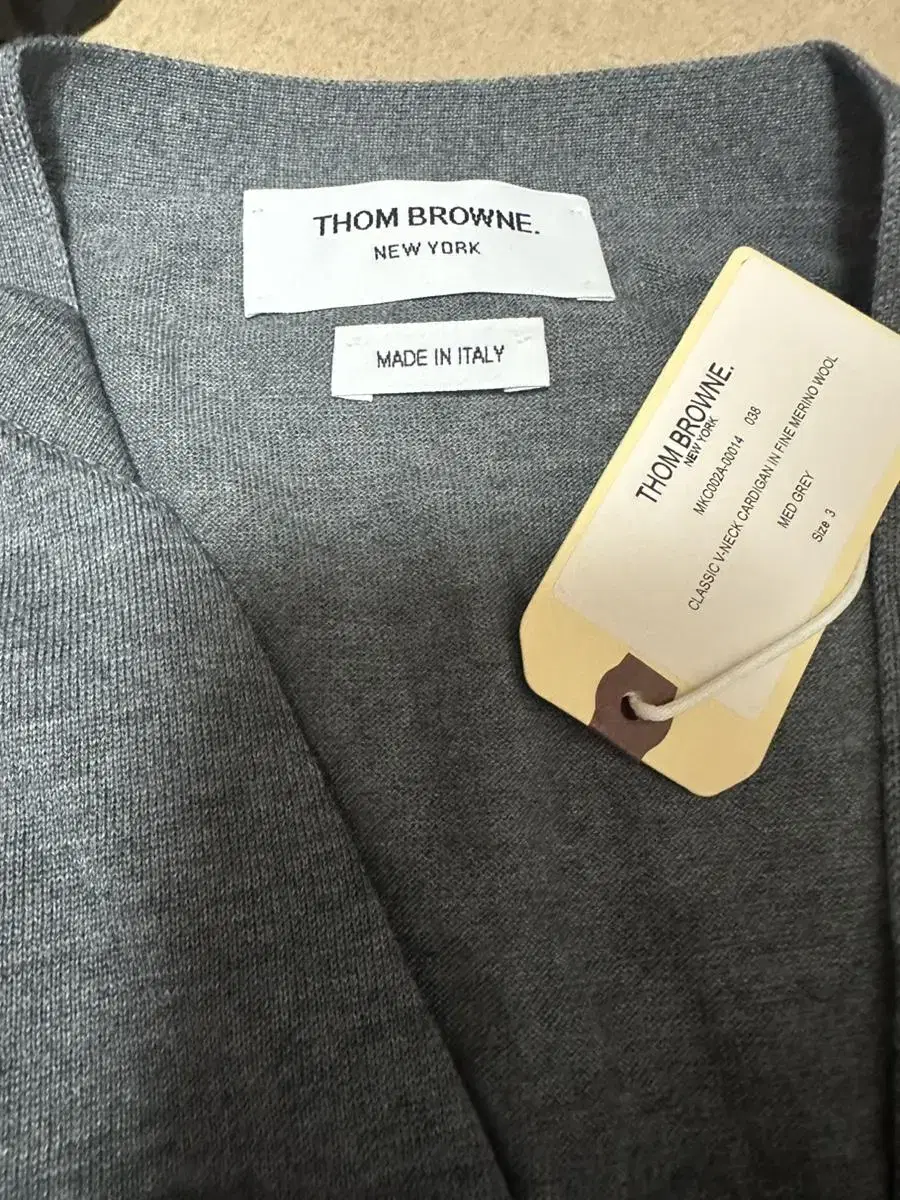 THOM BROWNE.
NEW YORK
MADE IN ITALY
THOM BROWNE.
NEW YORK
MKC002A-00014 038
CLASSIC V-NECK CARDIGAN IN FINE MERINO WOOL
MED GREY
Size 3